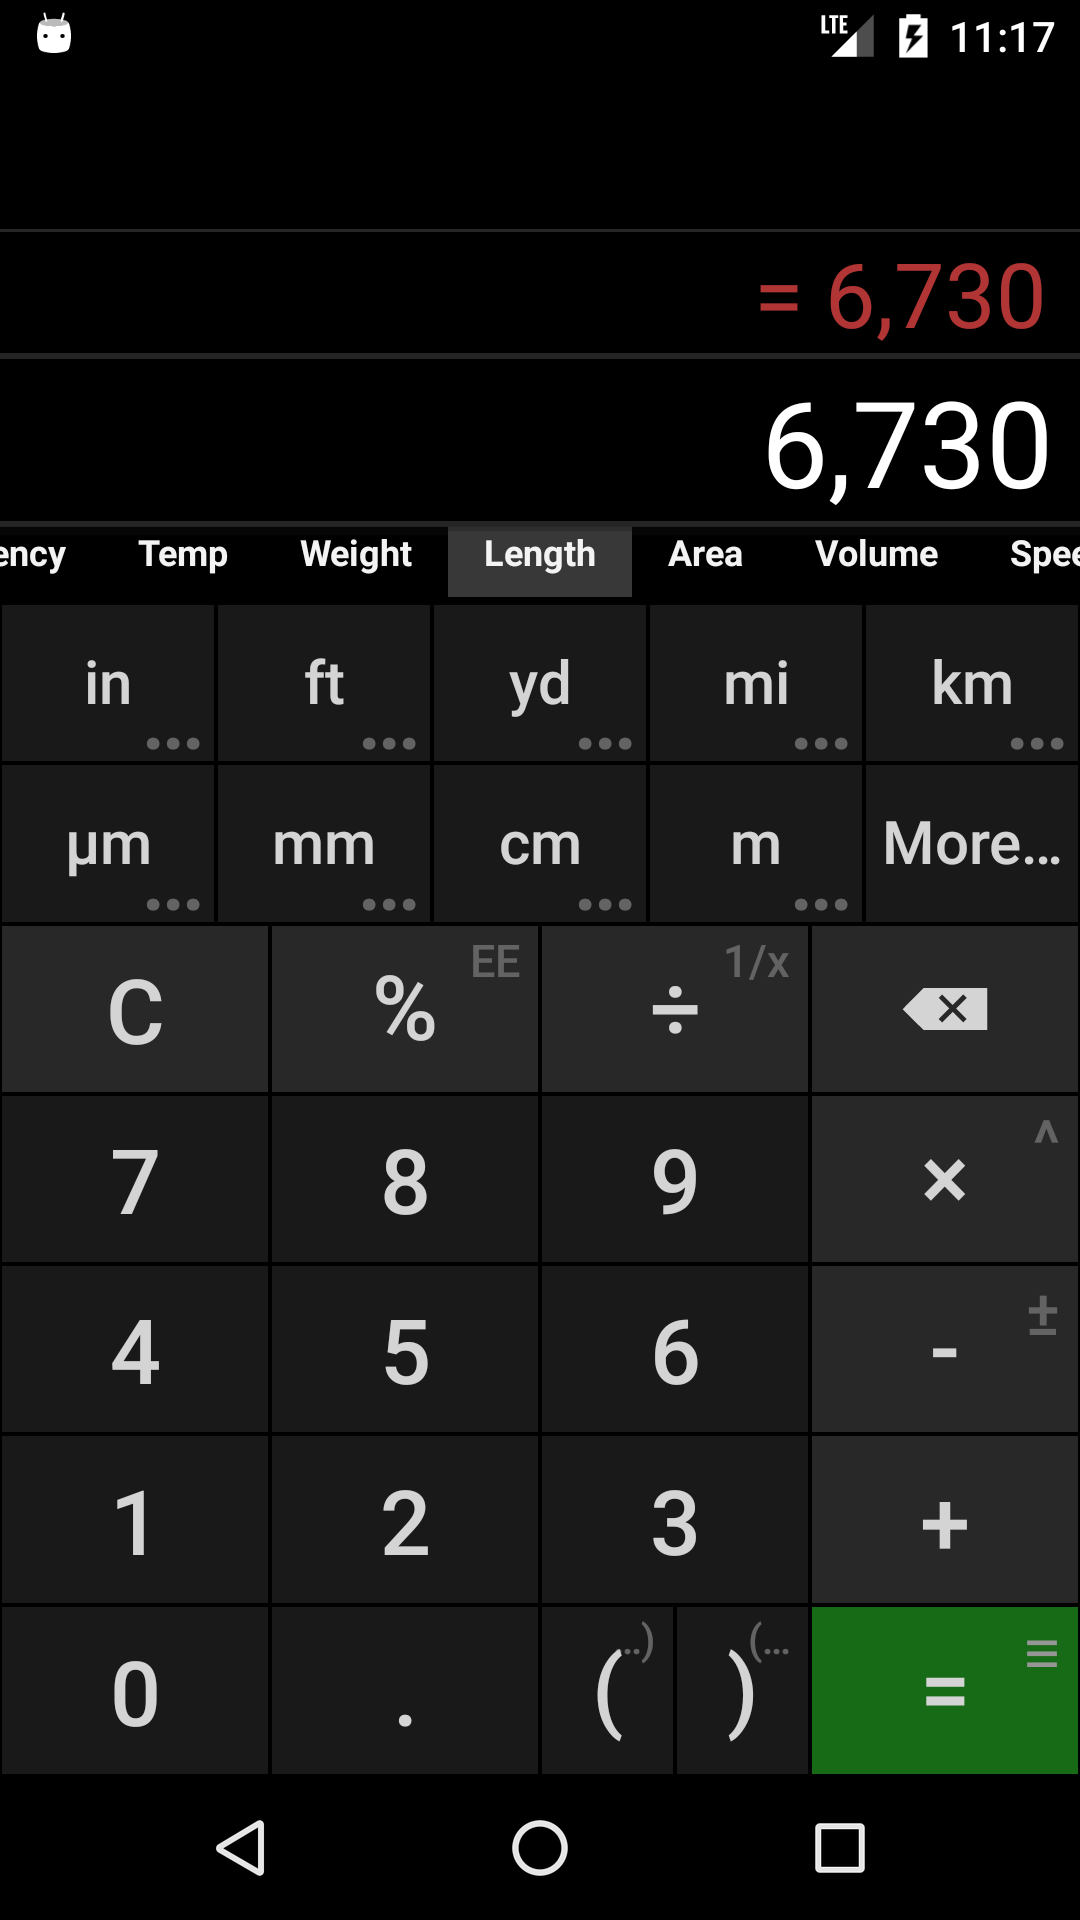 LTE 11:17
= 6,730
6,730
ency Temp Weight Length Area Volume Spee
in ft yd mi km
µm mm cm m More...
C % EE ÷ 1/x
7 8 9 × ^
4 5 6 - ±
1 2 3 +
0 . ( ..) ) (... =